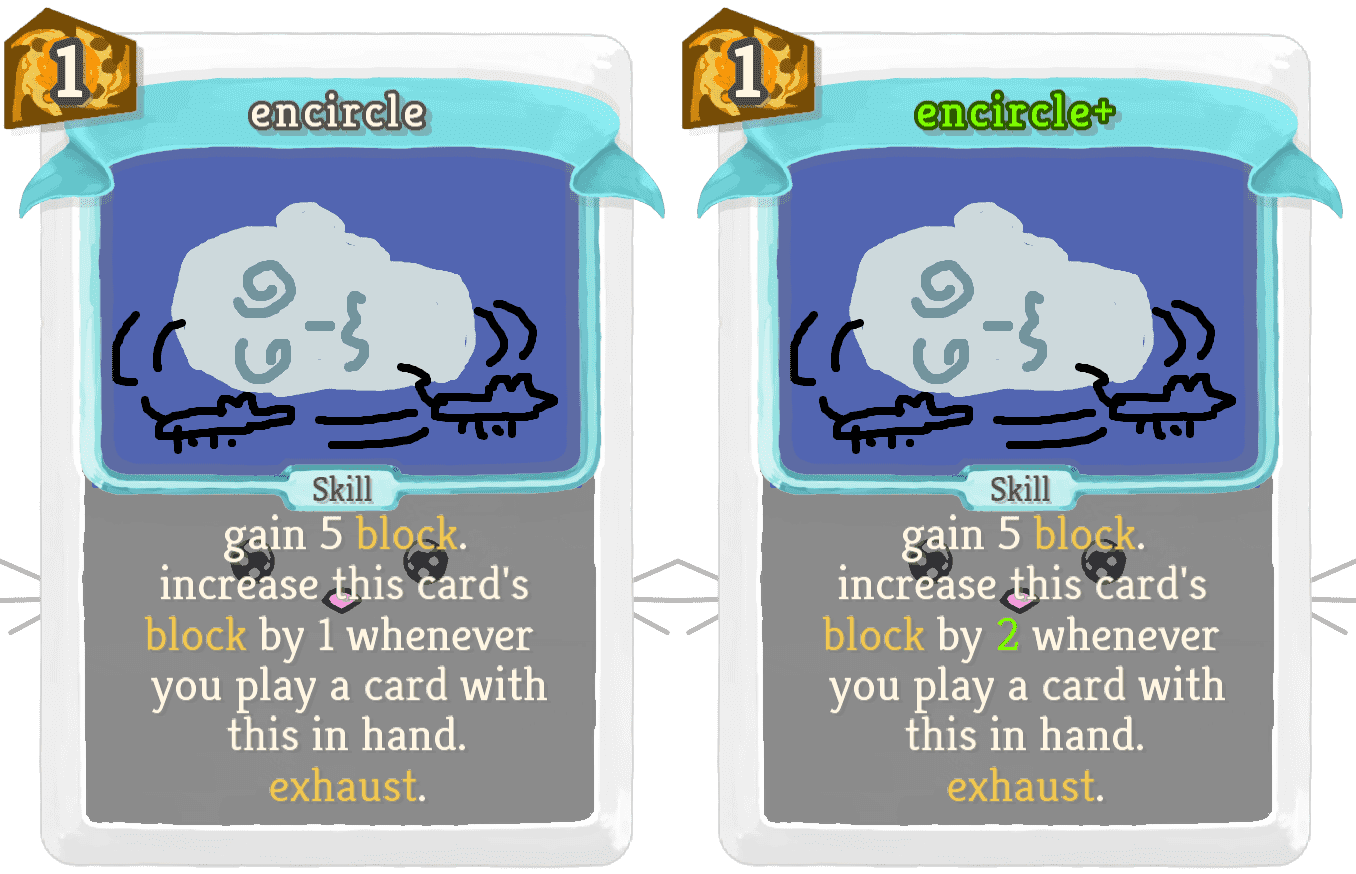 1
encircle
Skill
gain 5 block.
increase this card's
block by 1 whenever
you play a card with
this in hand.
exhaust.
1
encircle+
Skill
gain 5 block.
increase this card's
block by 2 whenever
you play a card with
this in hand.
exhaust.